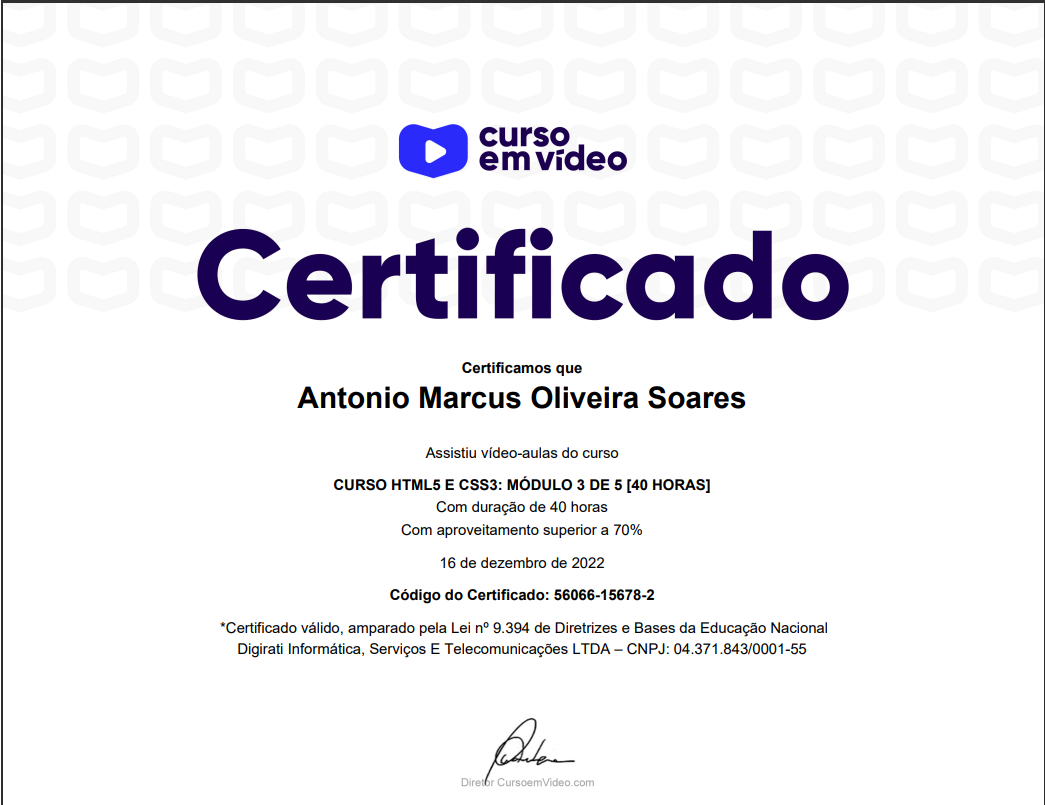 curso
em vídeo
Certificado
Certificamos que
Antonio Marcus Oliveira Soares
Assistiu vídeo-aulas do curso
CURSO HTML5 E CSS3: MÓDULO 3 DE 5 [40 HORAS]
Com duração de 40 horas
Com aproveitamento superior a 70%
16 de dezembro de 2022
Código do Certificado: 56066-15678-2
*Certificado válido, amparado pela Lei nº 9.394 de Diretrizes e Bases da Educação Nacional
Digirati Informática, Serviços E Telecomunicações LTDA – CNPJ: 04.371.843/0001-55
Diretor CursoemVideo.com